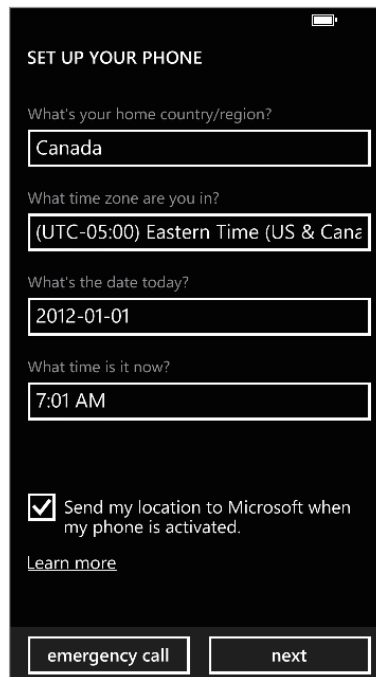 SET UP YOUR PHONE
What's your home country/region?
Canada
What time zone are you in?
(UTC-05:00) Eastern Time (US & Cana
What's the date today?
2012-01-01
What time is it now?
7:01 AM
Send my location to Microsoft when
my phone is activated.
Learn more
emergency call
next